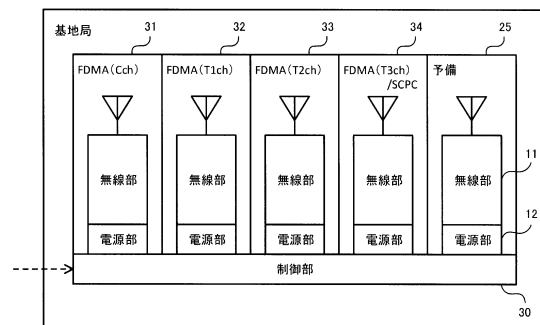 基地局
31
32
33
34
25
FDMA(Cch)
FDMA(T1ch)
FDMA(T2ch)
FDMA(T3ch)
/SCPC
予備
無線部
無線部
無線部
無線部
無線部
11
電源部
電源部
電源部
電源部
電源部
12
制御部
30